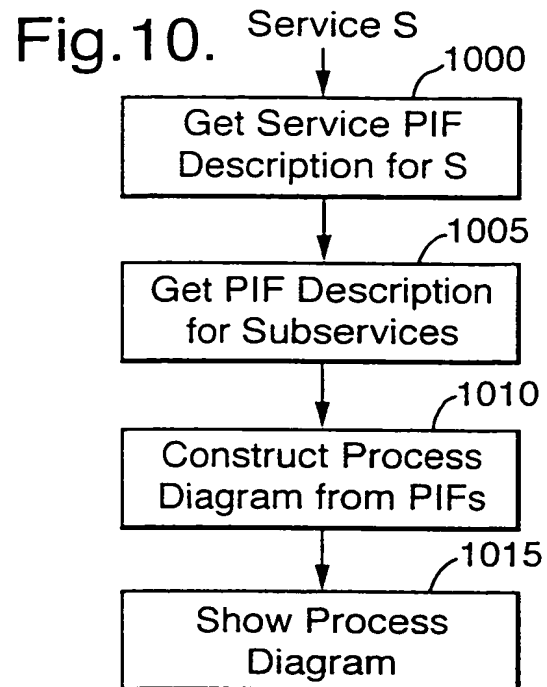 Fig.10.
Service S
1000
Get Service PIF
Description for S
1005
Get PIF Description
for Subservices
1010
Construct Process
Diagram from PIFs
1015
Show Process
Diagram